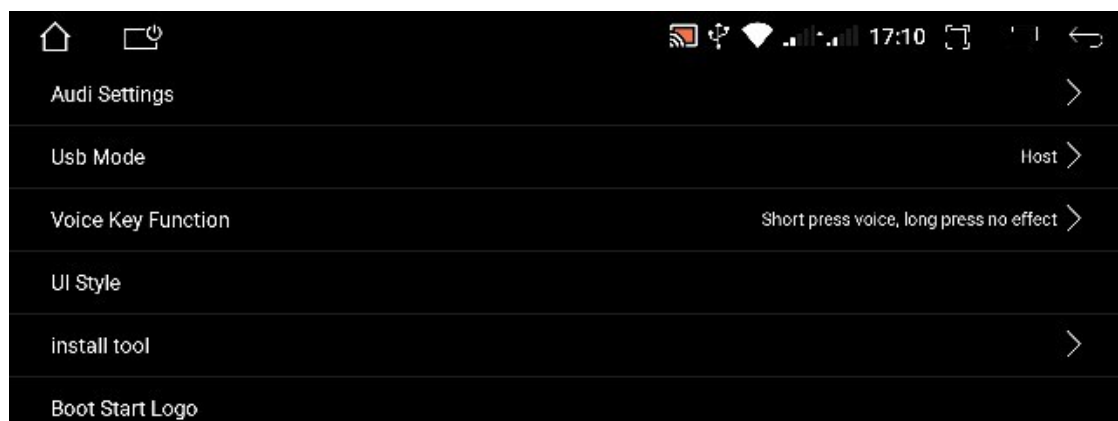 17:10
Audi Settings
Usb Mode
Host
Voice Key Function
Short press voice, long press no effect
UI Style
install tool
Boot Start Logo